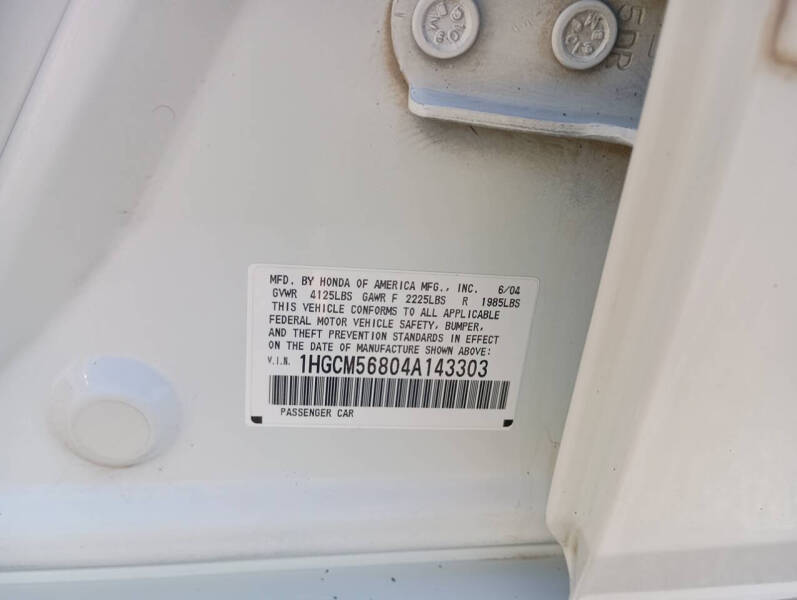 MFD. BY HONDA OF AMERICA MFG., INC. 6/04
GVWR 4125LBS GAWR F 2225LBS R 1985LBS
THIS VEHICLE CONFORMS TO ALL APPLICABLE
FEDERAL MOTOR VEHICLE SAFETY, BUMPER,
AND THEFT PREVENTION STANDARDS IN EFFECT
ON THE DATE OF MANUFACTURE SHOWN ABOVE:
V.I.N. 1HGCM56804A143303
PASSENGER CAR